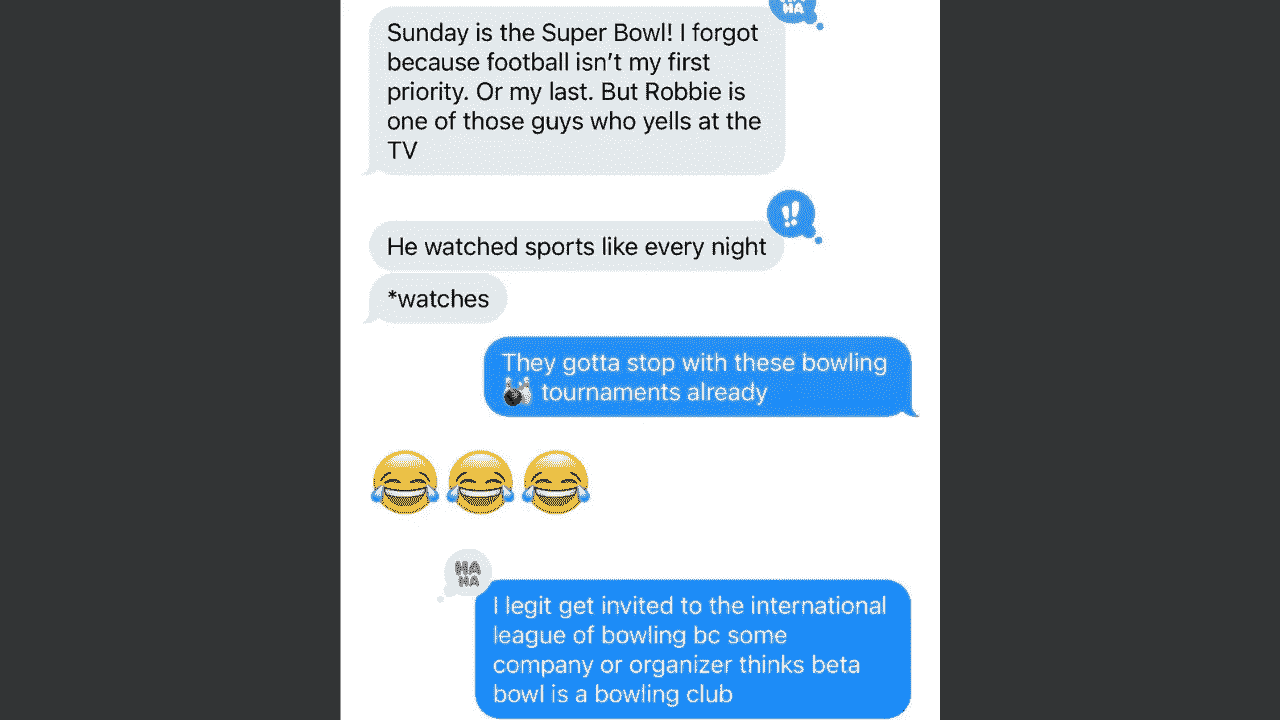 HA
HA
Sunday is the Super Bowl! I forgot
because football isn’t my first
priority. Or my last. But Robbie is
one of those guys who yells at the
TV
!!
He watched sports like every night
*watches
They gotta stop with these bowling
🎳 tournaments already
😂😂😂
HA
HA
I legit get invited to the international
league of bowling bc some
company or organizer thinks beta
bowl is a bowling club